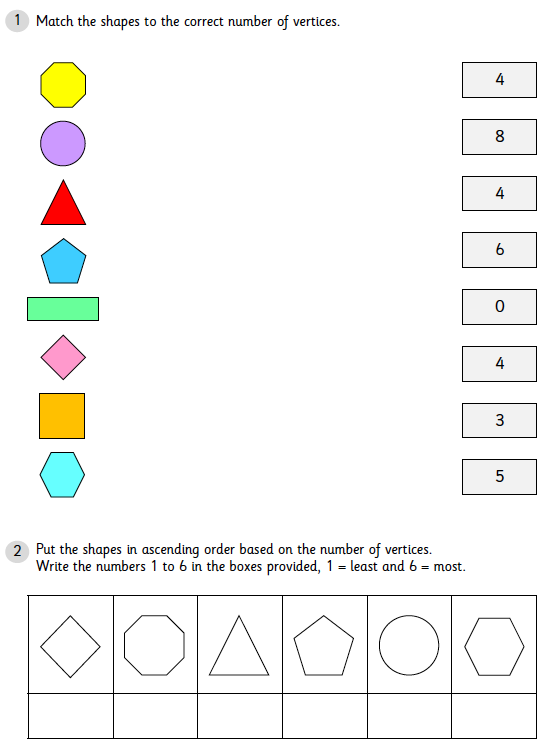 1 Match the shapes to the correct number of vertices.
4
8
4
6
0
4
3
5
2 Put the shapes in ascending order based on the number of vertices.
Write the numbers 1 to 6 in the boxes provided, 1 = least and 6 = most.